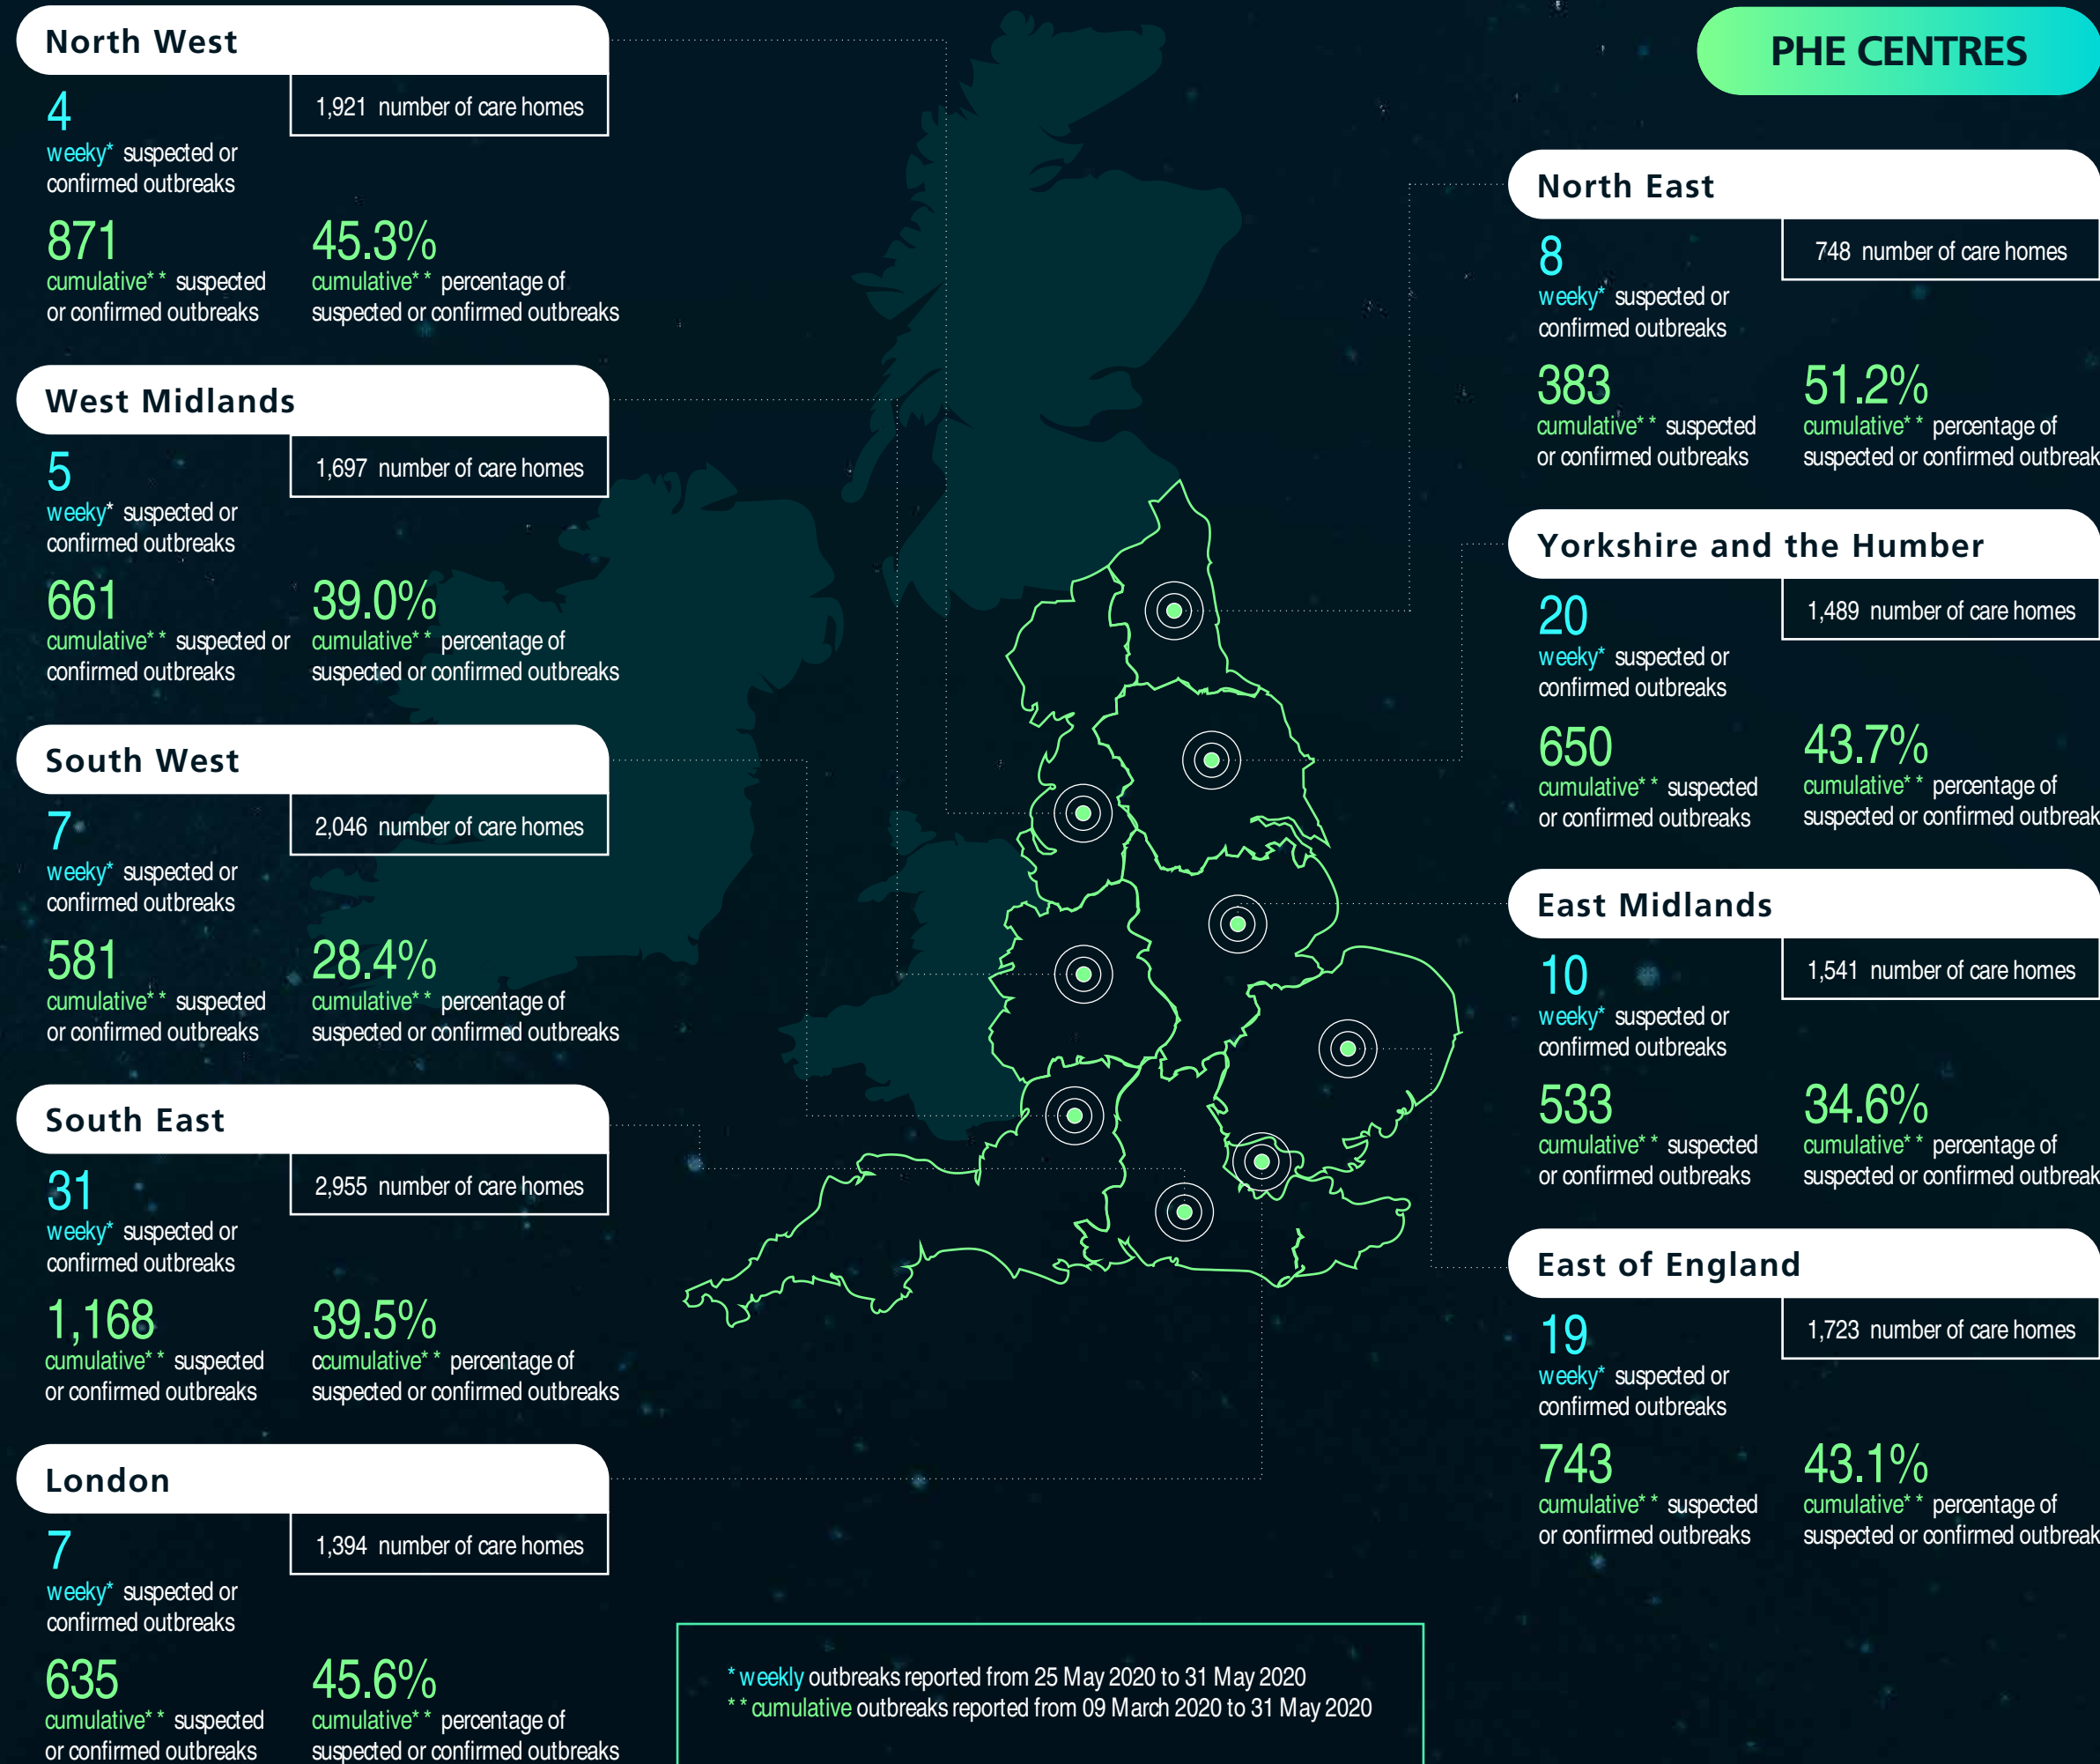 PHE CENTRES
North West
1,921 number of care homes
4
weeky* suspected or
confirmed outbreaks
871
cumulative** suspected
or confirmed outbreaks
45.3%
cumulative** percentage of
suspected or confirmed outbreaks
West Midlands
1,697 number of care homes
5
weeky* suspected or
confirmed outbreaks
661
cumulative** suspected or
confirmed outbreaks
39.0%
cumulative** percentage of
suspected or confirmed outbreaks
South West
2,046 number of care homes
7
weeky* suspected or
confirmed outbreaks
581
cumulative** suspected
or confirmed outbreaks
28.4%
cumulative** percentage of
suspected or confirmed outbreaks
South East
2,955 number of care homes
31
weeky* suspected or
confirmed outbreaks
1,168
cumulative** suspected
or confirmed outbreaks
39.5%
ccumulative** percentage of
suspected or confirmed outbreaks
London
1,394 number of care homes
7
weeky* suspected or
confirmed outbreaks
635
cumulative** suspected
or confirmed outbreaks
45.6%
cumulative** percentage of
suspected or confirmed outbreaks
North East
748 number of care homes
8
weeky* suspected or
confirmed outbreaks
383
cumulative** suspected
or confirmed outbreaks
51.2%
cumulative** percentage of
suspected or confirmed outbreak
Yorkshire and the Humber
1,489 number of care homes
20
weeky* suspected or
confirmed outbreaks
650
cumulative** suspected
or confirmed outbreaks
43.7%
cumulative** percentage of
suspected or confirmed outbreak
East Midlands
1,541 number of care homes
10
weeky* suspected or
confirmed outbreaks
533
cumulative** suspected
or confirmed outbreaks
34.6%
cumulative** percentage of
suspected or confirmed outbreak
East of England
1,723 number of care homes
19
weeky* suspected or
confirmed outbreaks
743
cumulative** suspected
or confirmed outbreaks
43.1%
cumulative** percentage of
suspected or confirmed outbreak
* weekly outbreaks reported from 25 May 2020 to 31 May 2020
** cumulative outbreaks reported from 09 March 2020 to 31 May 2020